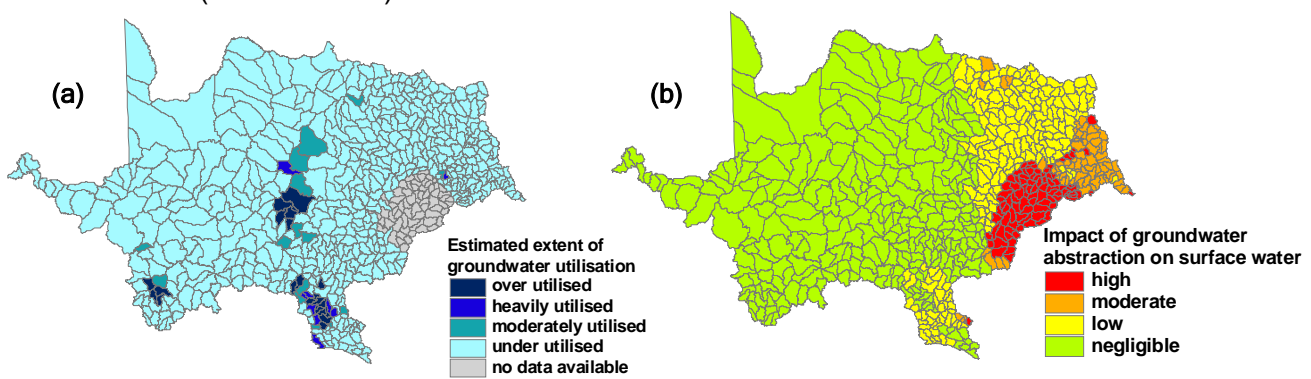 (a)
Estimated extent of
groundwater utilisation
over utilised
heavily utilised
moderately utilised
under utilised
no data available
(b)
Impact of groundwater
abstraction on surface water
high
moderate
low
negligible